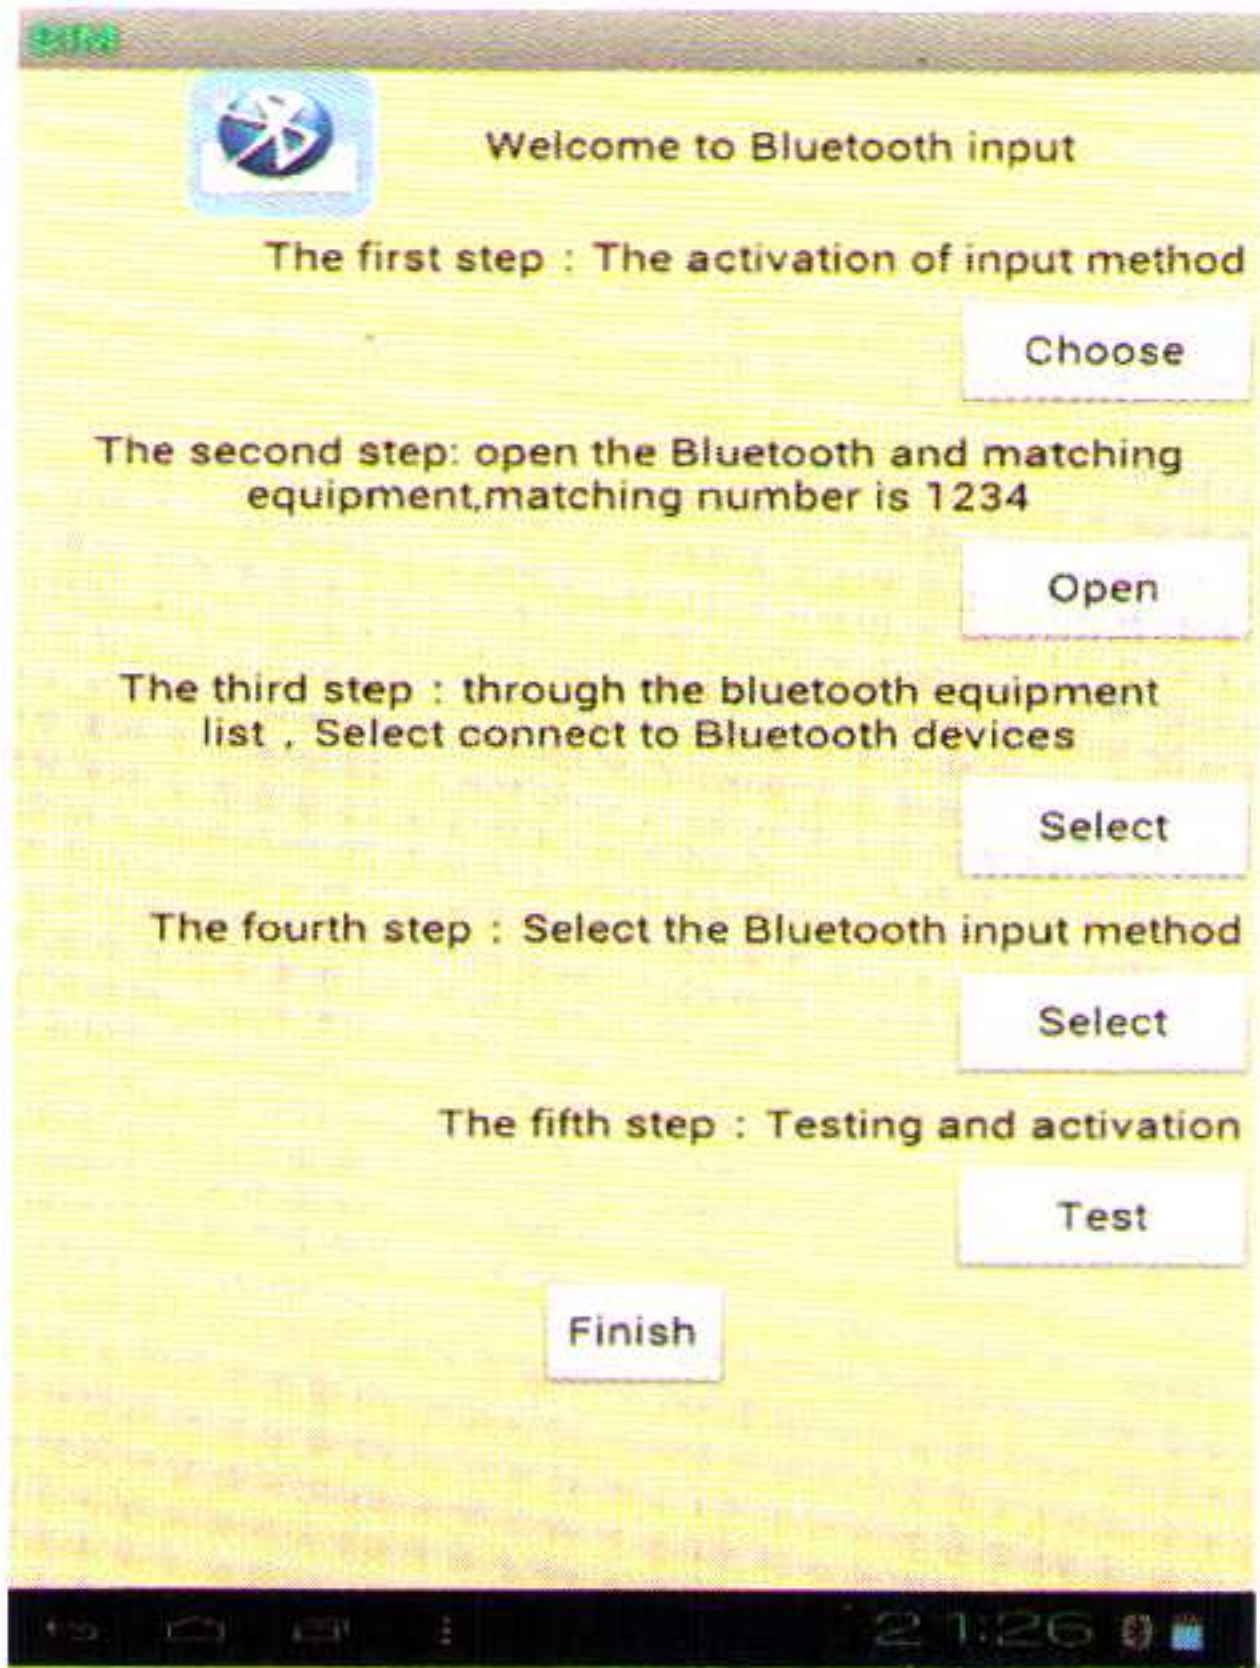 Welcome to Bluetooth input
The first step : The activation of input method
Choose
The second step: open the Bluetooth and matching
equipment,matching number is 1234
Open
The third step : through the bluetooth equipment
list , Select connect to Bluetooth devices
Select
The fourth step : Select the Bluetooth input method
Select
The fifth step : Testing and activation
Test
Finish
21:26